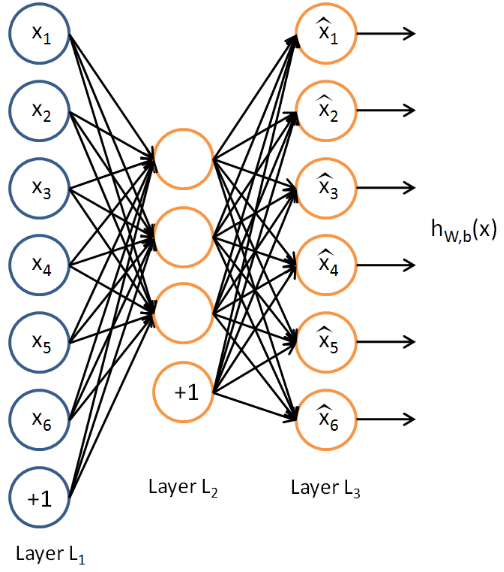 x1
x2
x3
x4
x5
x6
+1
Layer L1
+1
Layer L2
x̂1
x̂2
x̂3
x̂4
x̂5
x̂6
Layer L3
hW,b(x)